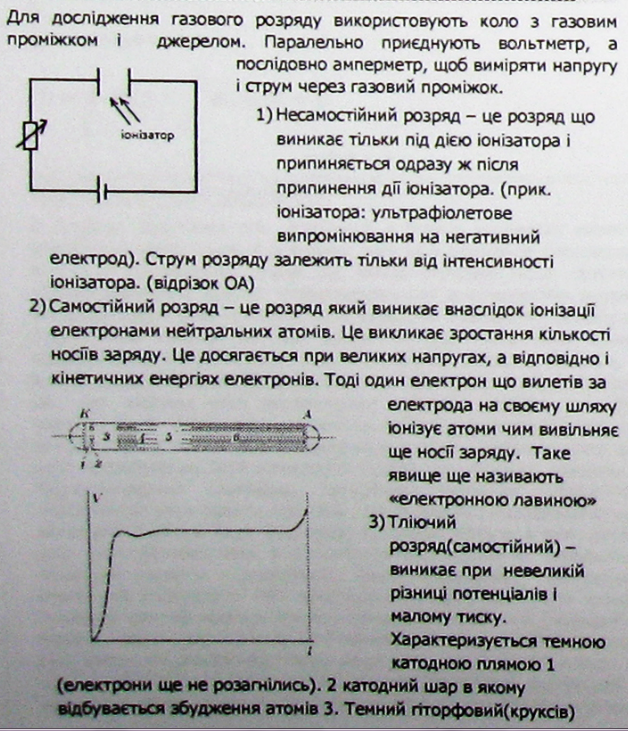 Для дослідження газового розряду використовують коло з газовим
проміжком і джерелом. Паралельно приєднують вольтметр, а
послідовно амперметр, щоб виміряти напругу
і струм через газовий проміжок.
іонізатор
1) Несамостійний розряд – це розряд що
виникає тільки під дією іонізатора і
припиняється одразу ж після
припинення дії іонізатора. (прик.
іонізатора: ультрафіолетове
випромінювання на негативний
електрод). Струм розряду залежить тільки від інтенсивності
іонізатора. (відрізок ОА)
2) Самостійний розряд – це розряд який виникає внаслідок іонізації
електронами нейтральних атомів. Це викликає зростання кількості
носіїв заряду. Це досягається при великих напругах, а відповідно і
кінетичних енергіях електронів. Тоді один електрон що вилетів за
електрода на своєму шляху
іонізує атоми чим вивільняє
ще носії заряду. Таке
явище ще називають
«електронною лавиною»
K A
3 4 5 6
1 2
V
l
3) Тліючий
розряд(самостійний) –
виникає при невеликій
різниці потенціалів і
малому тиску.
Характеризується темною
катодною плямою 1
(електрони ще не розагнілись). 2 катодний шар в якому
відбувається збудження атомів 3. Темний гіторфовий(круксів)